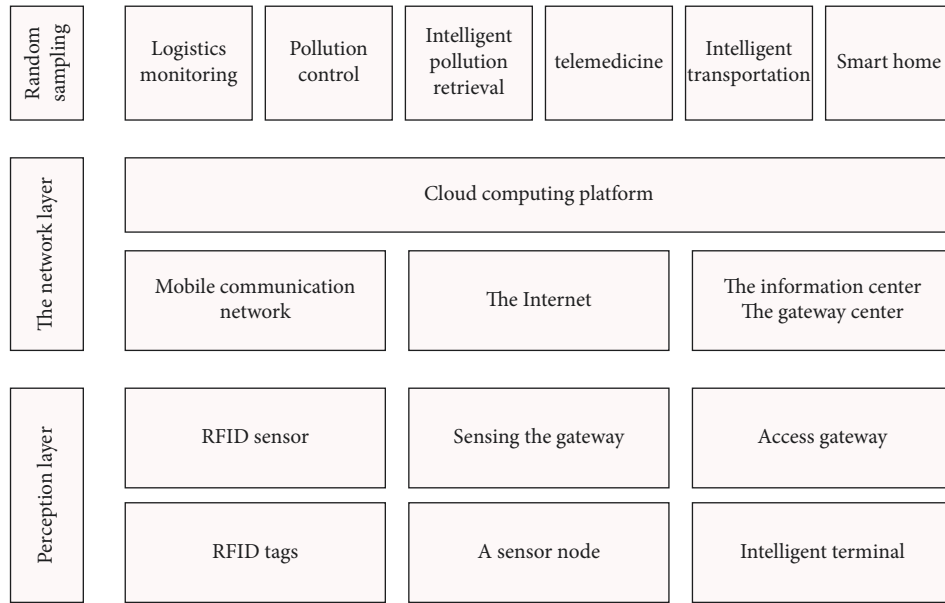 Random
sampling
Logistics
monitoring
Pollution
control
Intelligent
pollution
retrieval
telemedicine
Intelligent
transportation
Smart home
The network layer
Cloud computing platform
Mobile communication
network
The Internet
The information center
The gateway center
Perception layer
RFID sensor
Sensing the gateway
Access gateway
RFID tags
A sensor node
Intelligent terminal